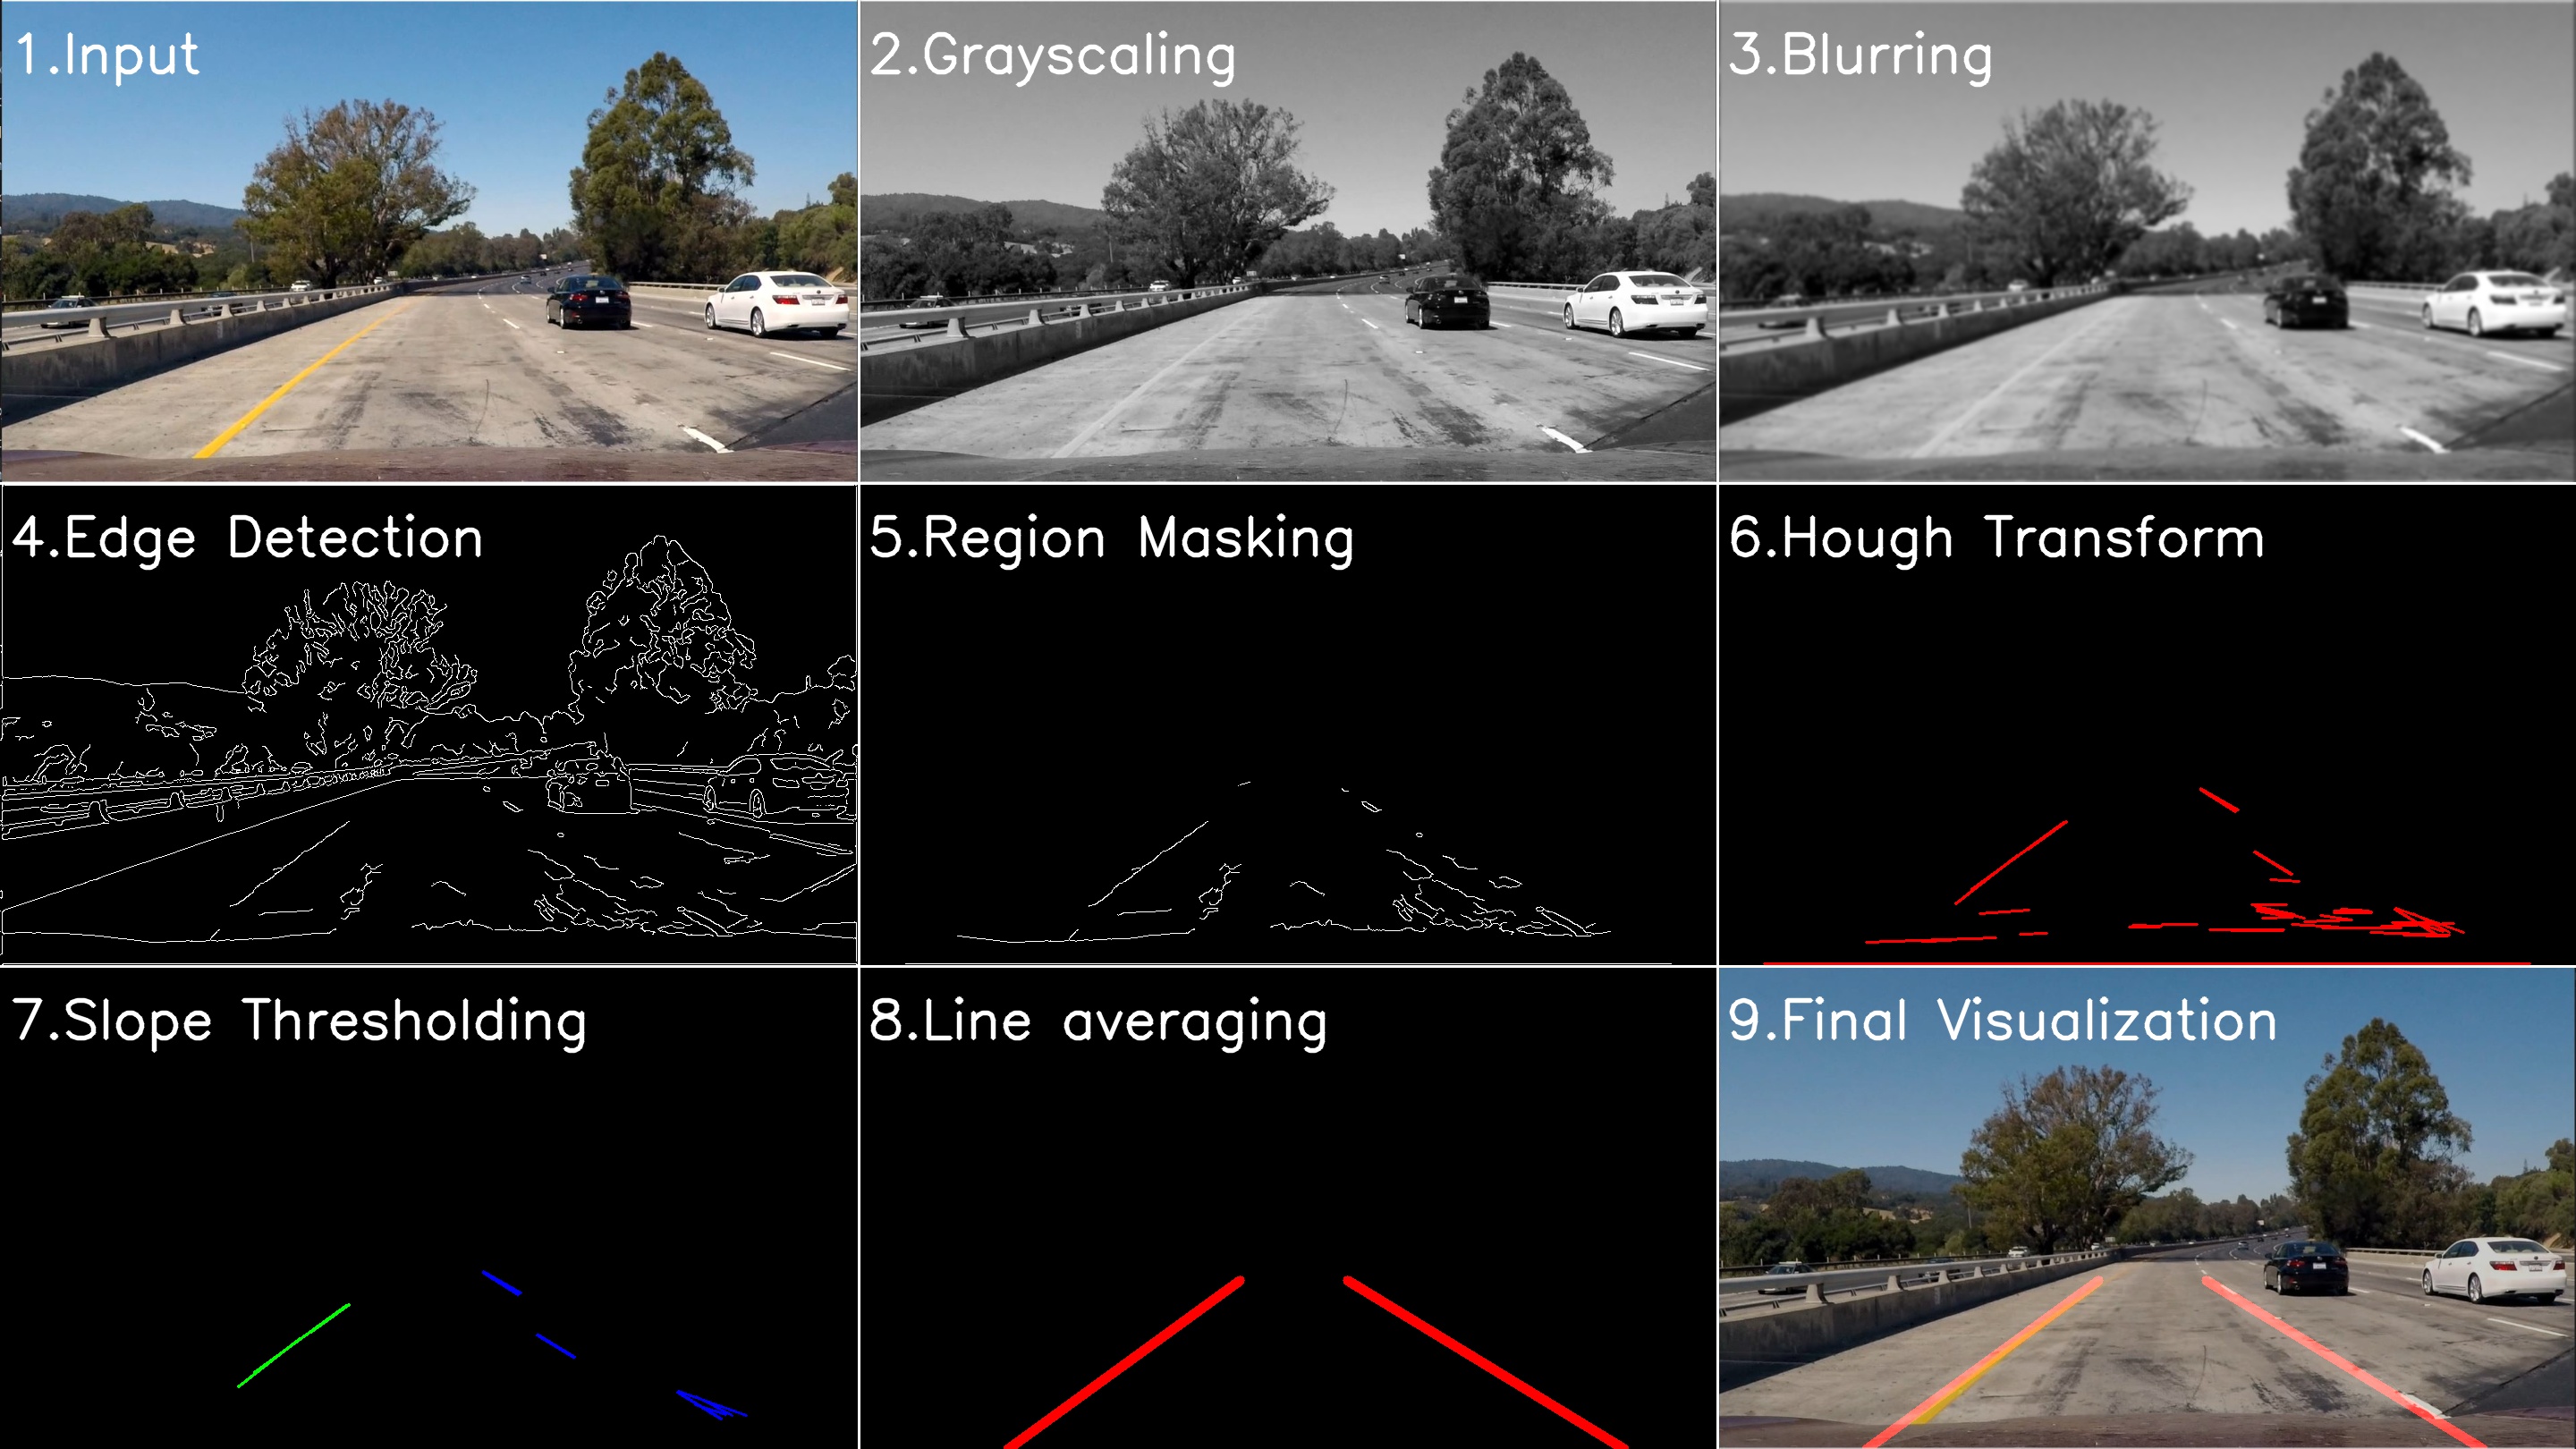 1.Input
2.Grayscaling
3.Blurring
4.Edge Detection
5.Region Masking
6.Hough Transform
7.Slope Thresholding
8.Line averaging
9.Final Visualization